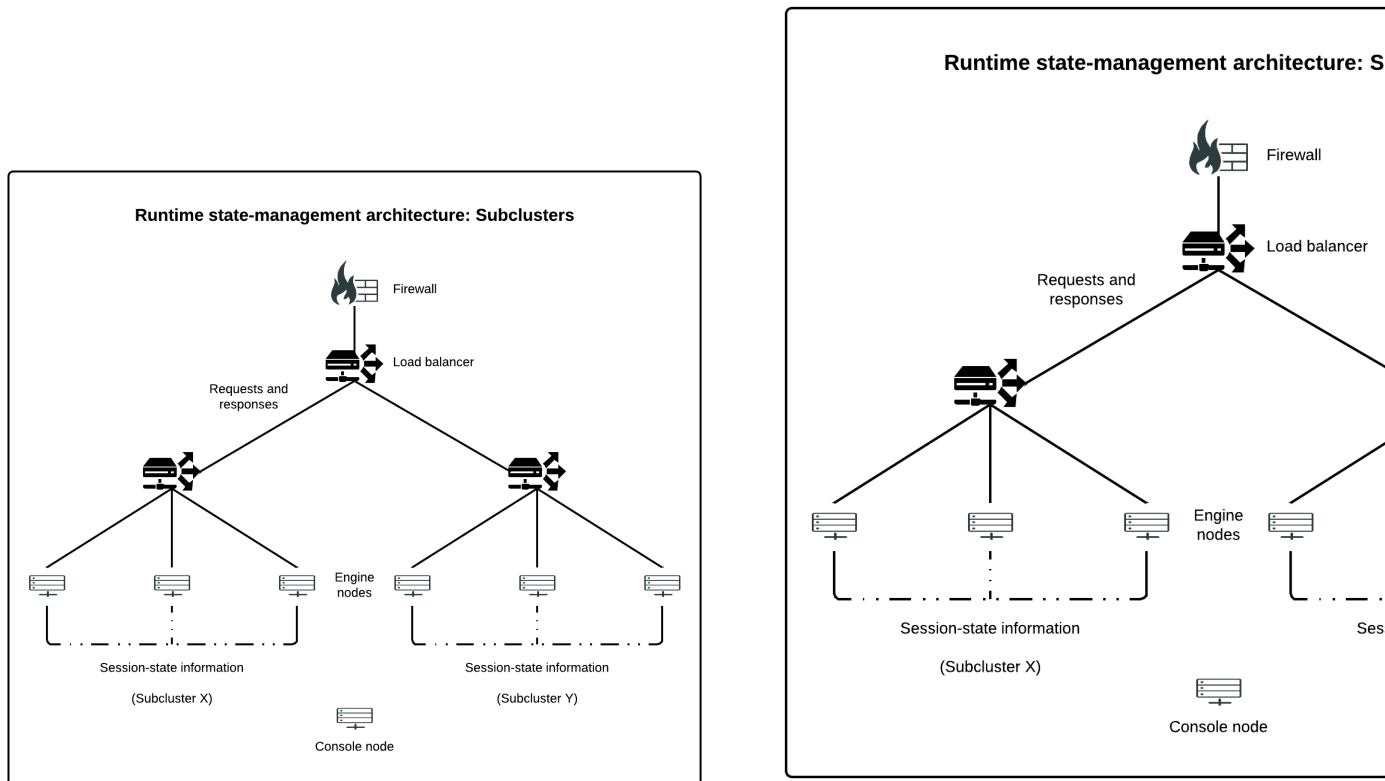 Runtime state-management architecture: Subclusters
Firewall
Load balancer
Requests and
responses
Engine
nodes
Session-state information
Session-state information
(Subcluster X)
(Subcluster Y)
Console node
Runtime state-management architecture: S
Firewall
Load balancer
Requests and
responses
Engine
nodes
Session-state information
Ses
(Subcluster X)
Console node